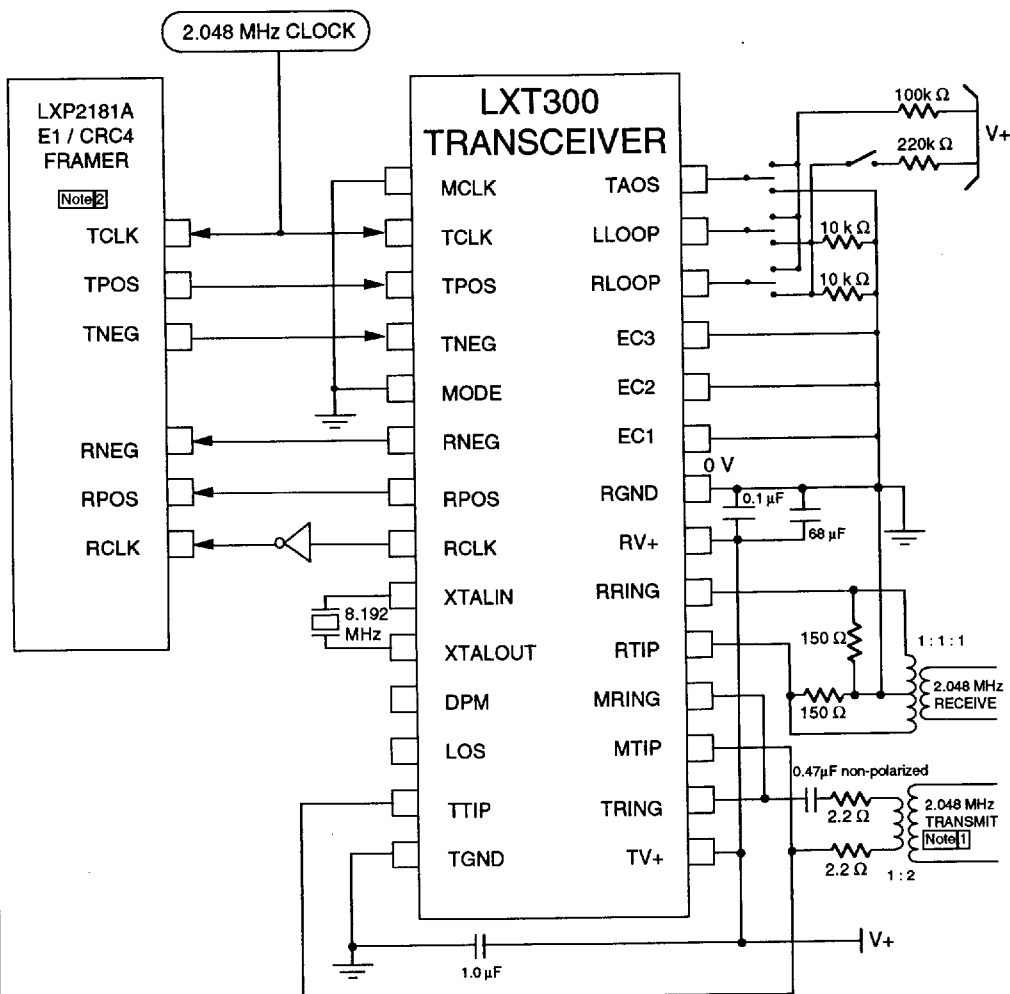 2.048 MHz CLOCK
LXP2181A
E1 / CRC4
FRAMER
Note 2
TCLK
TPOS
TNEG
RNEG
RPOS
RCLK
8.192
MHz
LXT300
TRANSCEIVER
MCLK
TCLK
TPOS
TNEG
MODE
RNEG
RPOS
RCLK
XTALIN
XTALOUT
DPM
LOS
TTIP
TGND
TAOS
LLOOP
RLOOP
EC3
EC2
EC1
RGND
RV+
RRING
RTIP
MRING
MTIP
TRING
TV+
100k Ω
220k Ω
V+
10 k Ω
10 k Ω
0 V
0.1 µF
68 µF
150 Ω
150 Ω
1 : 1 : 1
2.048 MHz
RECEIVE
0.47µF non-polarized
2.2 Ω
2.2 Ω
1 : 2
2.048 MHz
TRANSMIT
Note 1
1.0 µF
V+